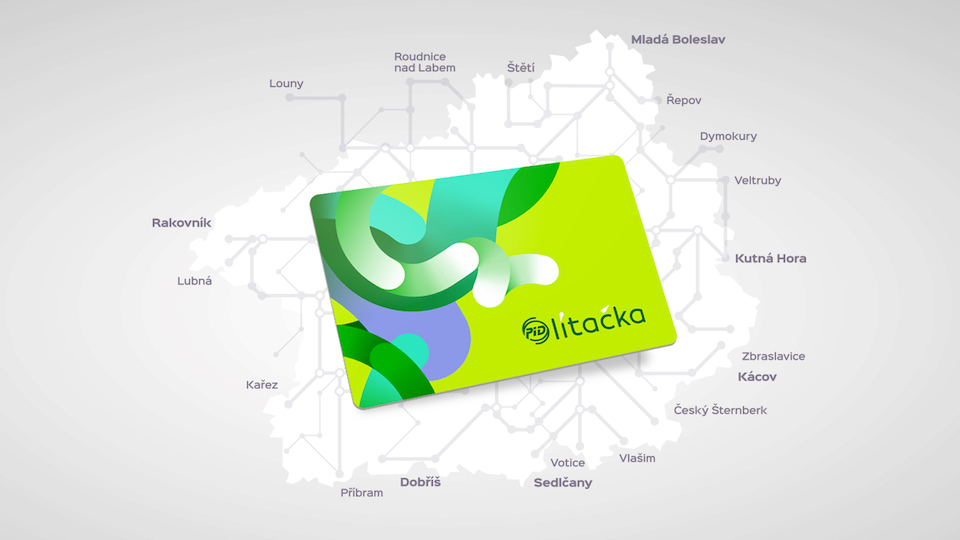 Mladá Boleslav
Roudnice
nad Labem
Štětí
Louny
Řepov
Dymokury
Veltruby
Rakovník
Kutná Hora
Lubná
PID lítačka
Zbraslavice
Kácov
Kařez
Český Šternberk
Vlašim
Votice
Dobříš
Sedlčany
Příbram